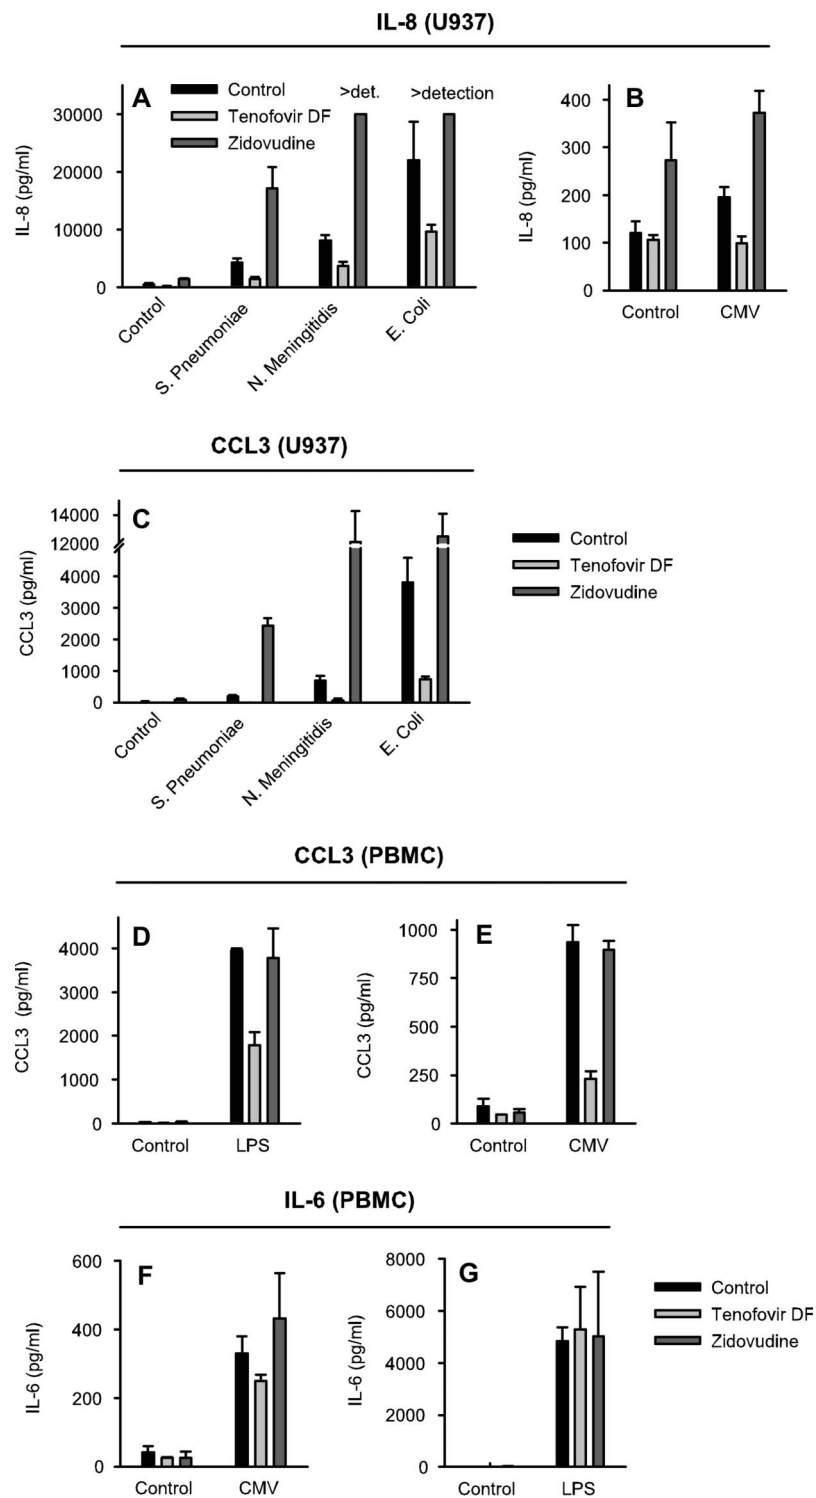 IL-8 (U937)
A
Control
Tenofovir DF
Zidovudine
>det.
>detection
30000
20000
10000
0
IL-8 (pg/ml)
Control
S. Pneumoniae
N. Meningitidis
E. Coli
B
400
300
200
100
0
IL-8 (pg/ml)
Control
CMV
CCL3 (U937)
C
14000
12000
4000
3000
2000
1000
0
CCL3 (pg/ml)
Control
S. Pneumoniae
N. Meningitidis
E. Coli
Control
Tenofovir DF
Zidovudine
CCL3 (PBMC)
D
4000
3000
2000
1000
0
CCL3 (pg/ml)
Control
LPS
E
1000
750
500
250
0
CCL3 (pg/ml)
Control
CMV
IL-6 (PBMC)
F
600
400
200
0
IL-6 (pg/ml)
Control
CMV
G
8000
6000
4000
2000
0
IL-6 (pg/ml)
Control
LPS
Control
Tenofovir DF
Zidovudine